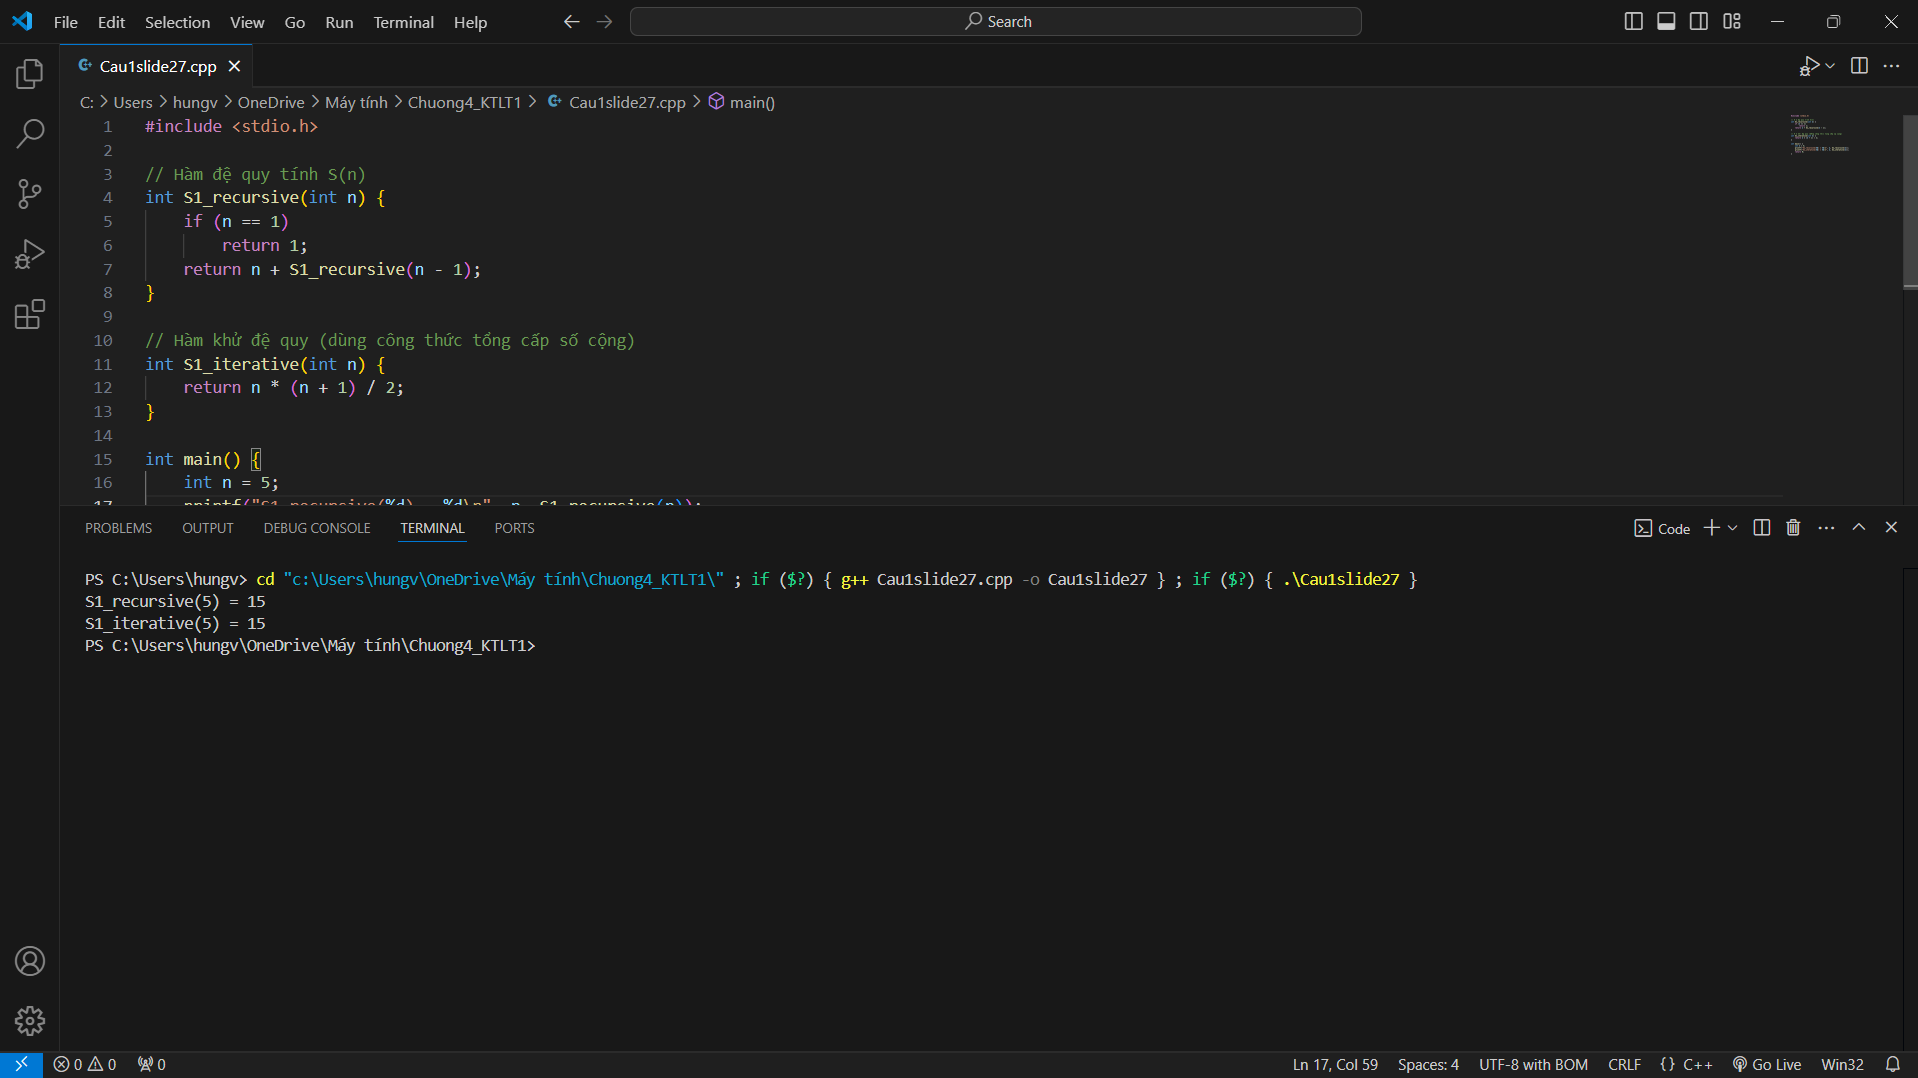 File Edit Selection View Go Run Terminal Help Search
Cau1slide27.cpp
C: > Users > hungv > OneDrive > Máy tính > Chuong4_KTLT1 > Cau1slide27.cpp > main()
1 #include <stdio.h>
2
3 // Hàm đệ quy tính S(n)
4 int S1_recursive(int n) {
5 if (n == 1)
6 return 1;
7 return n + S1_recursive(n - 1);
8 }
9
10 // Hàm khử đệ quy (dùng công thức tổng cấp số cộng)
11 int S1_iterative(int n) {
12 return n * (n + 1) / 2;
13 }
14
15 int main() {
16 int n = 5;
17 printf("S1_recursive(%d) = %d\n", n, S1_recursive(n));
PROBLEMS OUTPUT DEBUG CONSOLE TERMINAL PORTS Code
PS C:\Users\hungv> cd "c:\Users\hungv\OneDrive\Máy tính\Chuong4_KTLT1\" ; if ($?) { g++ Cau1slide27.cpp -o Cau1slide27 } ; if ($?) { .\Cau1slide27 }
S1_recursive(5) = 15
S1_iterative(5) = 15
PS C:\Users\hungv\OneDrive\Máy tính\Chuong4_KTLT1>
0 0 0 Ln 17, Col 59 Spaces: 4 UTF-8 with BOM CRLF {} C++ Go Live Win32